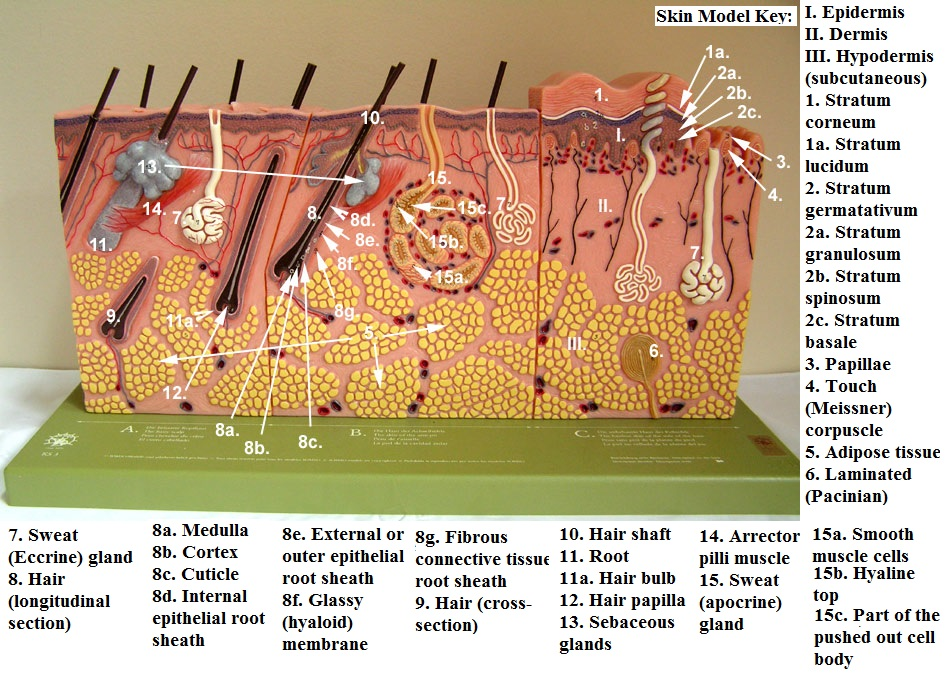 Skin Model Key:
I. Epidermis
II. Dermis
III. Hypodermis
(subcutaneous)
1. Stratum
corneum
1a. Stratum
lucidum
2. Stratum
germatativum
2a. Stratum
granulosum
2b. Stratum
spinosum
2c. Stratum
basale
3. Papillae
4. Touch
(Meissner)
corpuscle
5. Adipose tissue
6. Laminated
(Pacinian)
1a.
2a.
2b.
2c.
1.
I.
3.
4.
10.
13.
14.
7.
11.
8.
8d.
8e.
8f.
8g.
15.
15c.
15b.
15a
7.
II.
7.
9.
11a.
12.
5.
III.
6.
8a.
8b.
8c.
A.
B.
C.
7. Sweat
(Eccrine) gland
8. Hair
(longitudinal
section)
8a. Medulla
8b. Cortex
8c. Cuticle
8d. Internal
epithelial root
sheath
8e. External or
outer epithelial
root sheath
8f. Glassy
(hyaloid)
membrane
8g. Fibrous
connective tissue
root sheath
9. Hair (cross-
section)
10. Hair shaft
11. Root
11a. Hair bulb
12. Hair papilla
13. Sebaceous
glands
14. Arrector
pilli muscle
15. Sweat
(apocrine)
gland
15a. Smooth
muscle cells
15b. Hyaline
top
15c. Part of the
pushed out cell
body